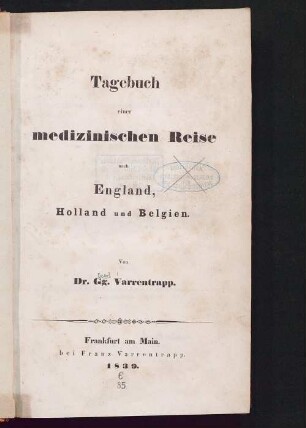 Tagebuch
einer
medizinischen Reise
nach
England,
Holland und Belgien.
Von
Dr. Gg. Varrentrapp.
Frankfurt am Main.
bei Franz Varrentrapp.
1839.
35